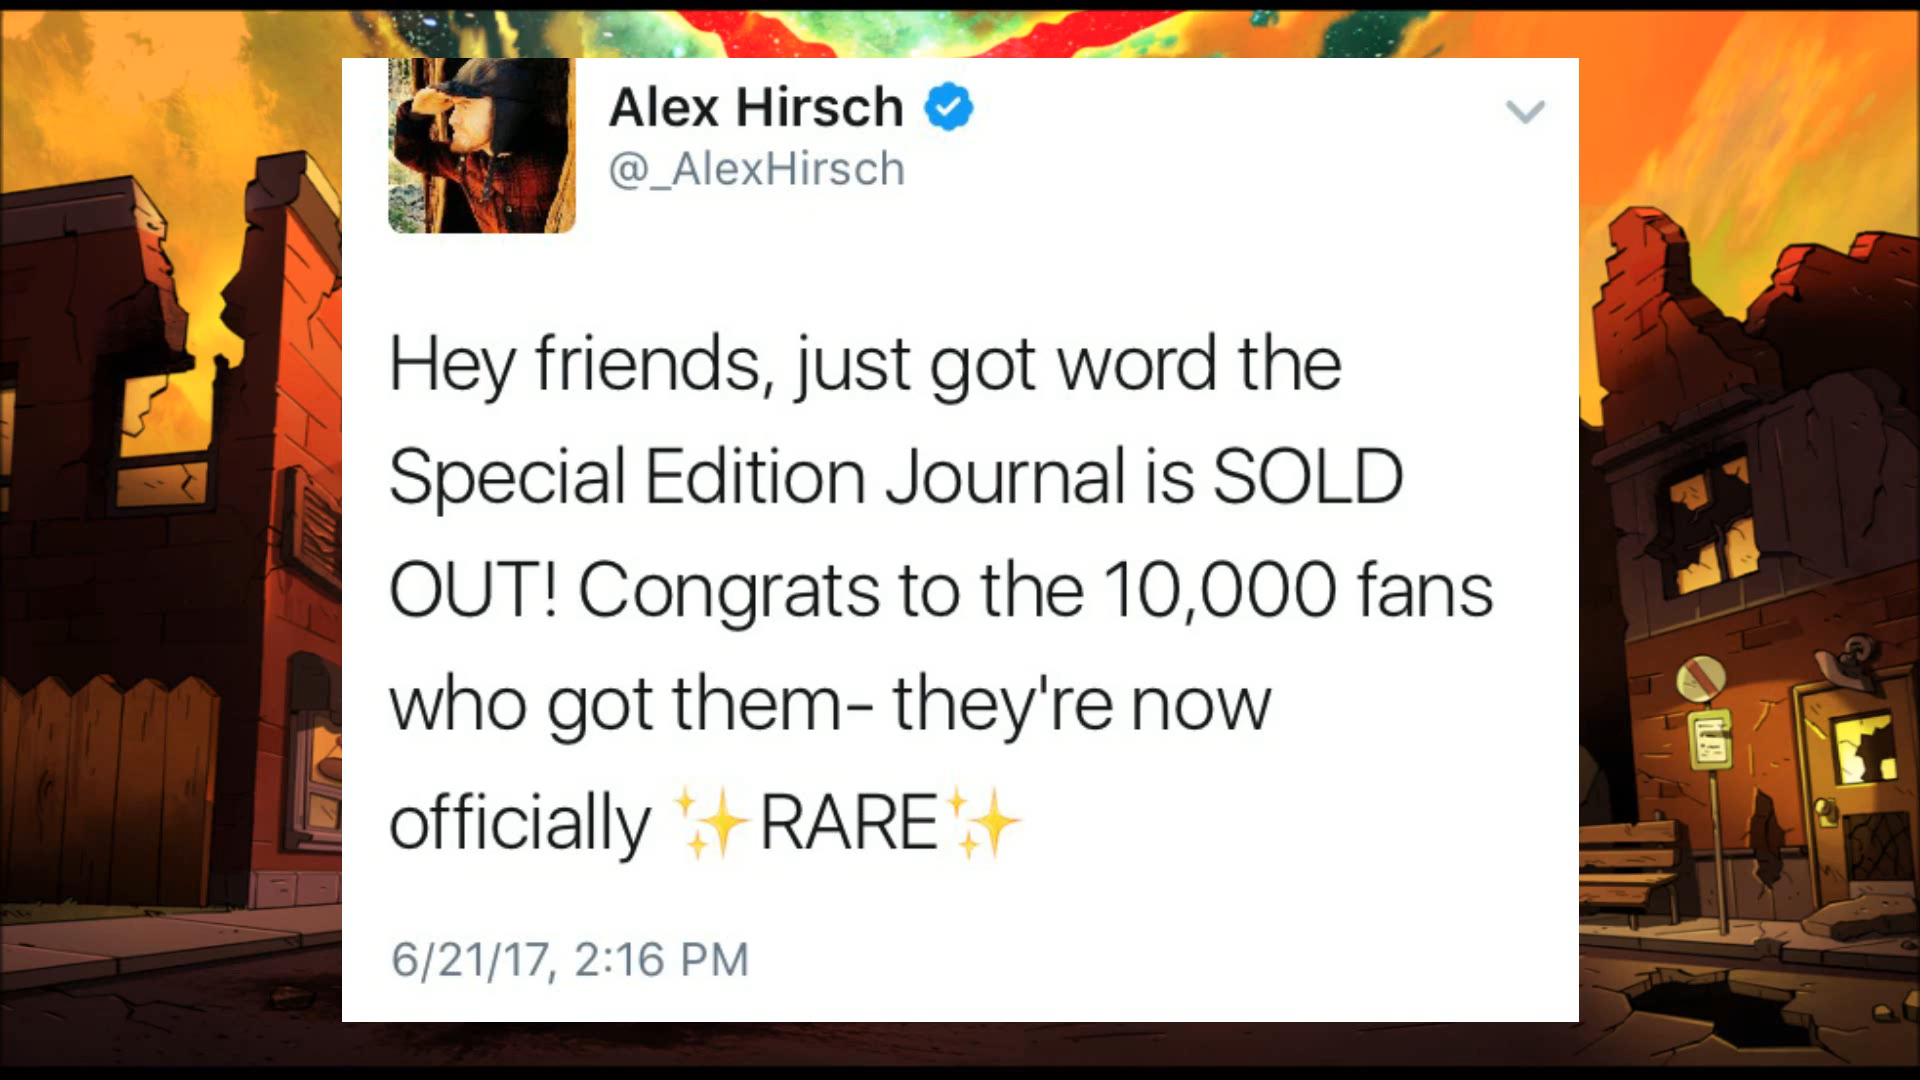 Alex Hirsch
@_AlexHirsch
Hey friends, just got word the
Special Edition Journal is SOLD
OUT! Congrats to the 10,000 fans
who got them- they're now
officially ✨RARE✨
6/21/17, 2:16 PM